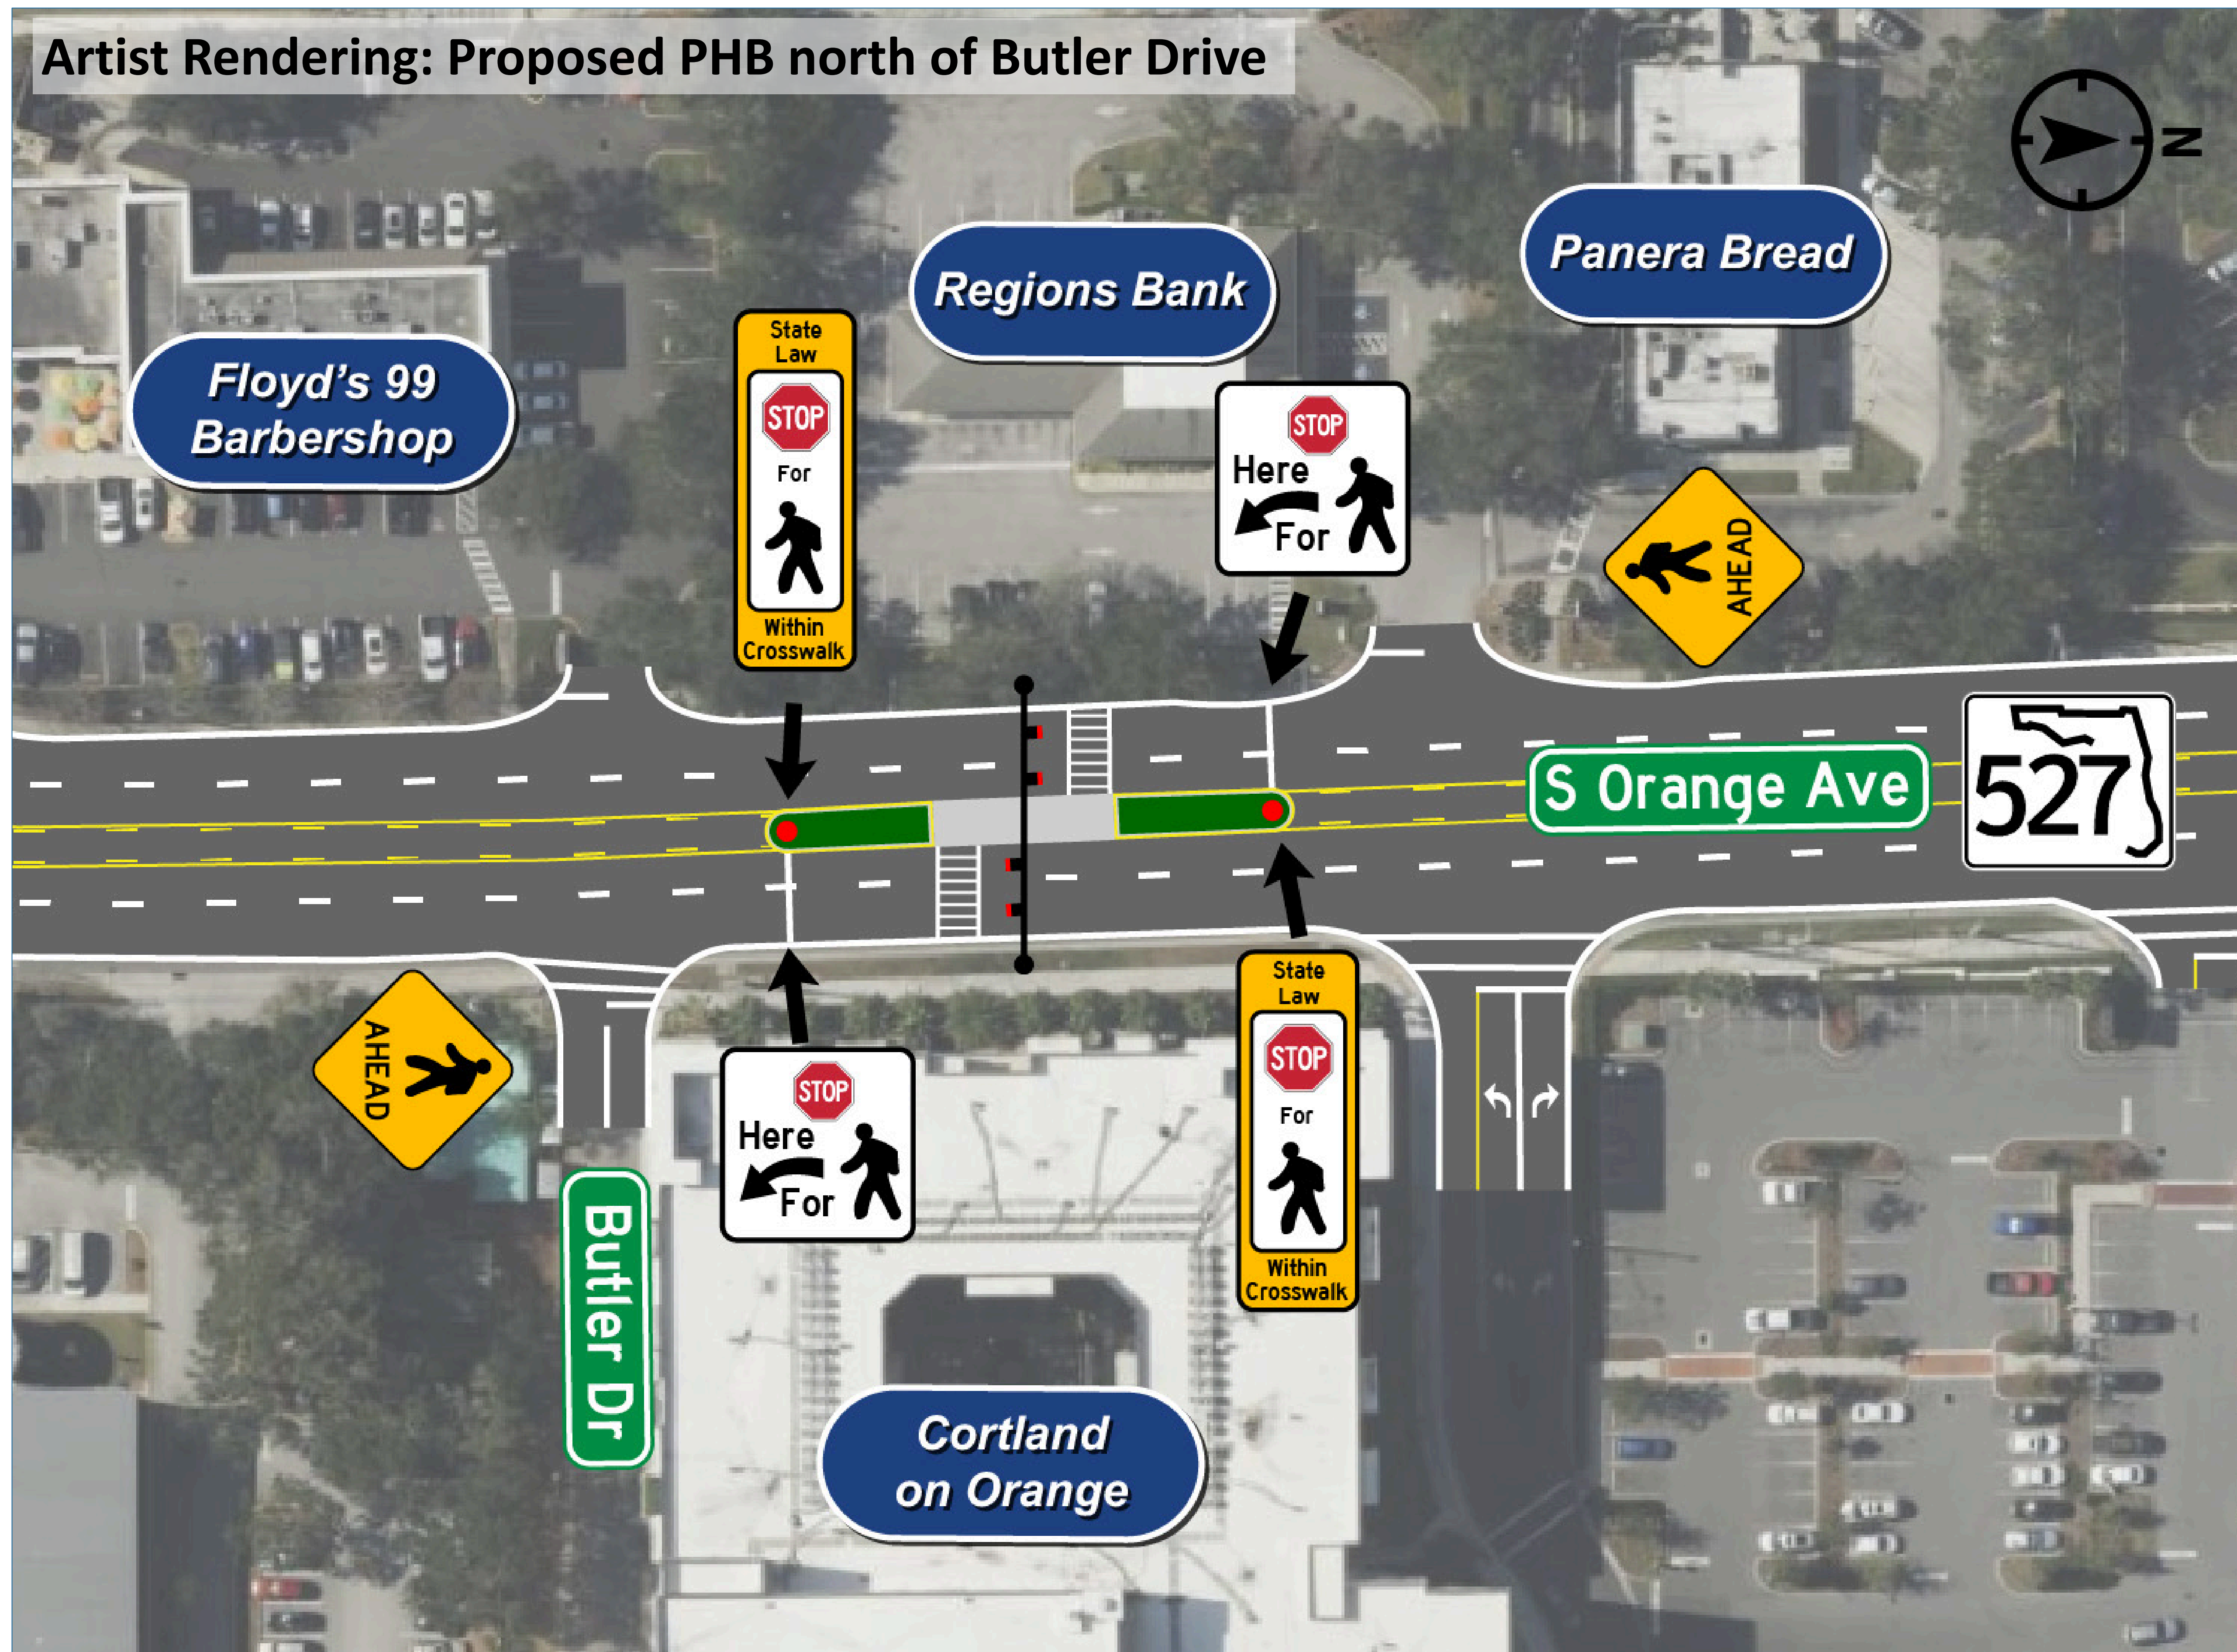 Artist Rendering: Proposed PHB north of Butler Drive
N
Panera Bread
Regions Bank
Floyd's 99
Barbershop
State
Law
STOP
For
Within
Crosswalk
STOP
Here
For
AHEAD
S Orange Ave
527
AHEAD
State
Law
STOP
For
Within
Crosswalk
STOP
Here
For
Butler Dr
Cortland
on Orange